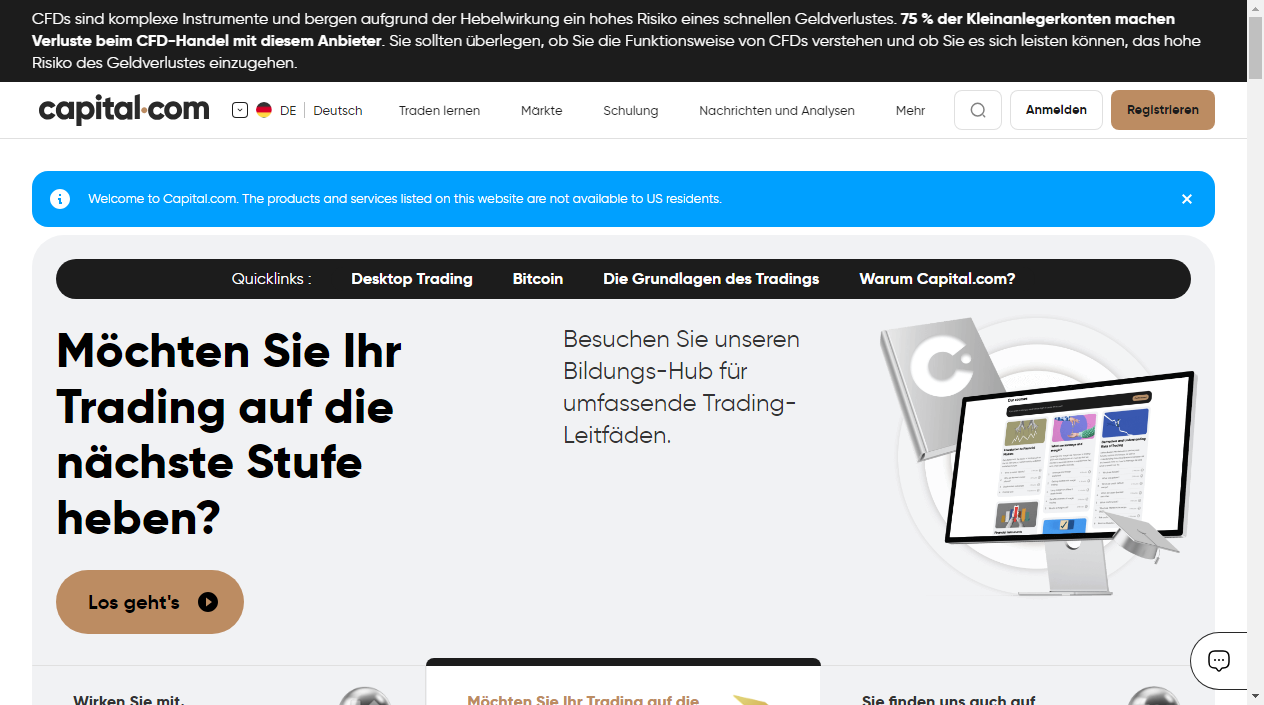 CFDs sind komplexe Instrumente und bergen aufgrund der Hebelwirkung ein hohes Risiko eines schnellen Geldverlustes. 75 % der Kleinanlegerkonten machen
Verluste beim CFD-Handel mit diesem Anbieter. Sie sollten überlegen, ob Sie die Funktionsweise von CFDs verstehen und ob Sie es sich leisten können, das hohe
Risiko des Geldverlustes einzugehen.
capital.com DE Deutsch Traden lernen Märkte Schulung Nachrichten und Analysen Mehr Anmelden Registrieren
Welcome to Capital.com. The products and services listed on this website are not available to US residents.
Quicklinks : Desktop Trading Bitcoin Die Grundlagen des Tradings Warum Capital.com?
Möchten Sie Ihr
Trading auf die
nächste Stufe
heben?
Besuchen Sie unseren
Bildungs-Hub für
umfassende Trading-
Leitfäden.
Los geht's
Wirken Sie mit.
Möchten Sie Ihr Trading auf die
Sie finden uns auch auf